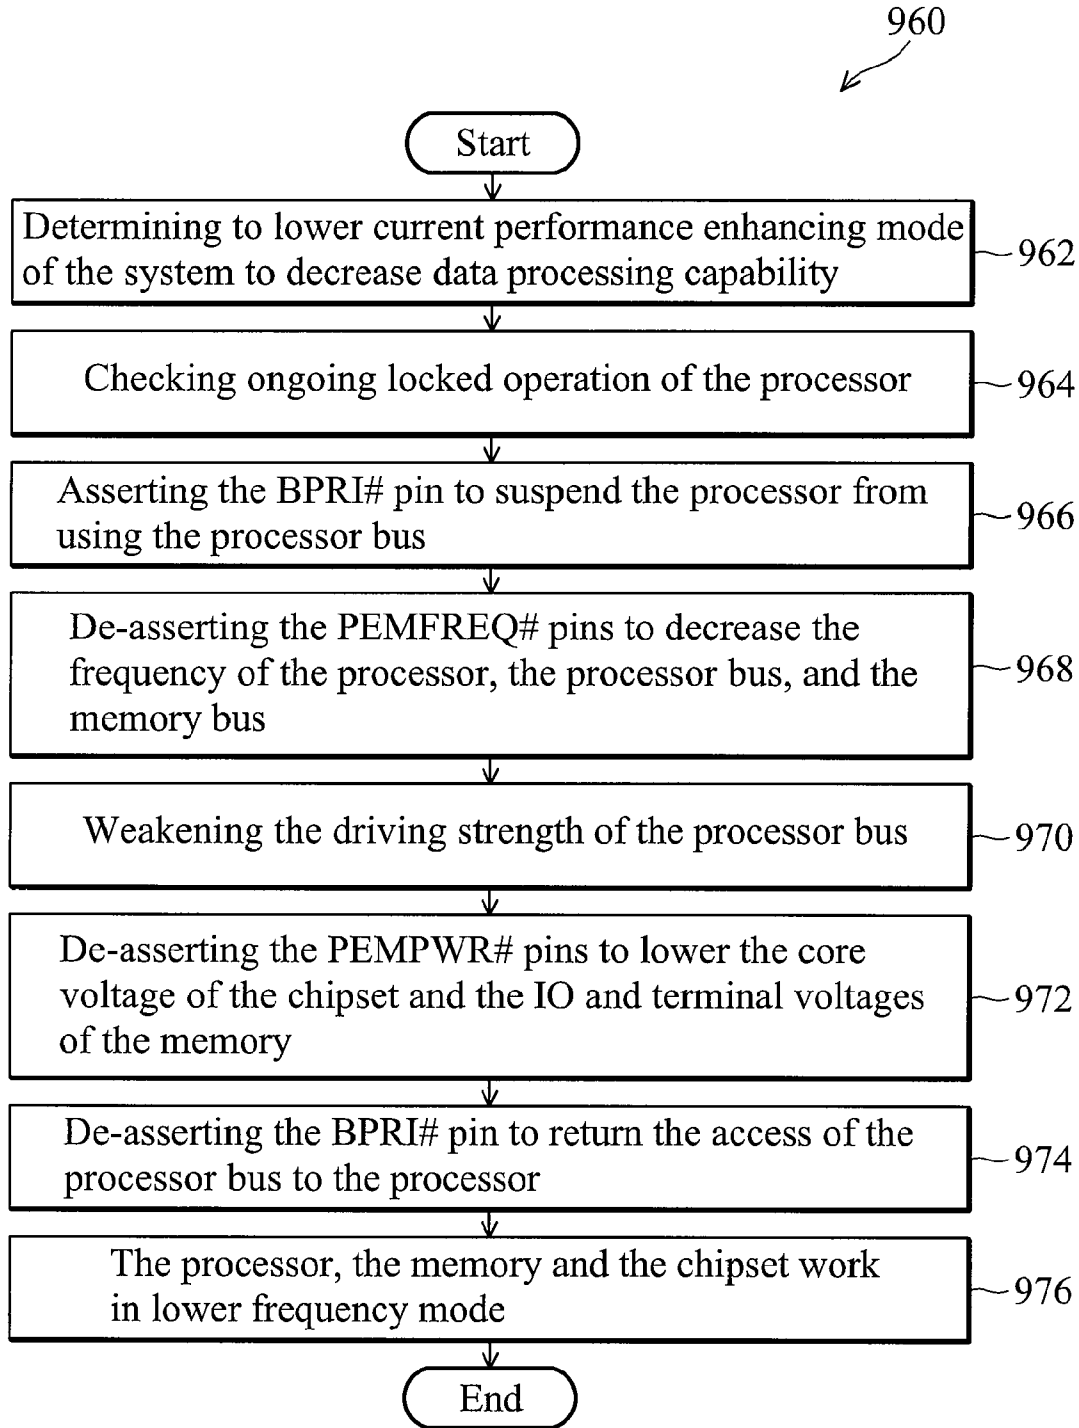 960
Start
Determining to lower current performance enhancing mode
of the system to decrease data processing capability
962
Checking ongoing locked operation of the processor
964
Asserting the BPRI# pin to suspend the processor from
using the processor bus
966
De-asserting the PEMFREQ# pins to decrease the
frequency of the processor, the processor bus, and the
memory bus
968
Weakening the driving strength of the processor bus
970
De-asserting the PEMPWR# pins to lower the core
voltage of the chipset and the IO and terminal voltages
of the memory
972
De-asserting the BPRI# pin to return the access of the
processor bus to the processor
974
The processor, the memory and the chipset work
in lower frequency mode
976
End